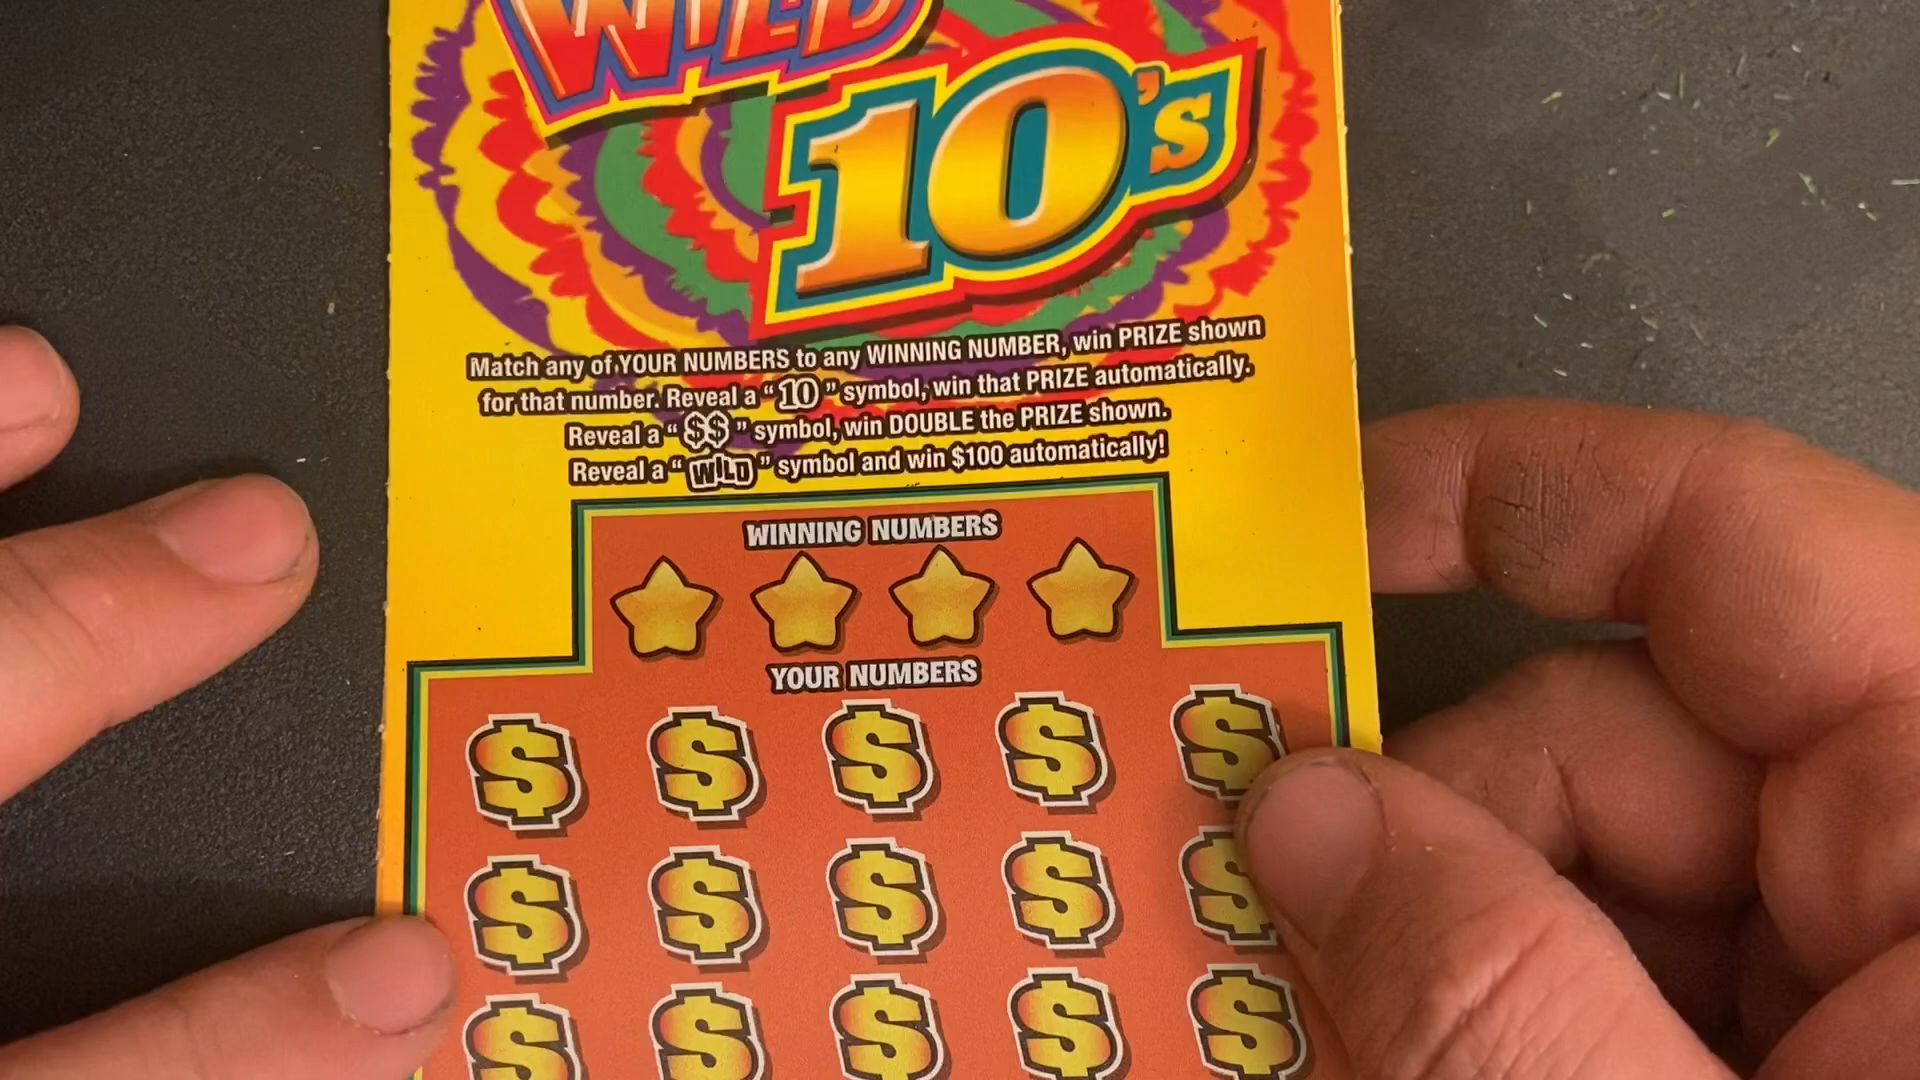 WILD
10's
Match any of YOUR NUMBERS to any WINNING NUMBER, win PRIZE shown
for that number. Reveal a "10" symbol, win that PRIZE automatically.
Reveal a "$$" symbol, win DOUBLE the PRIZE shown.
Reveal a "WILD" symbol and win $100 automatically!
WINNING NUMBERS
YOUR NUMBERS
$ $ $ $ $
$ $ $ $ $
$ $ $ $ $